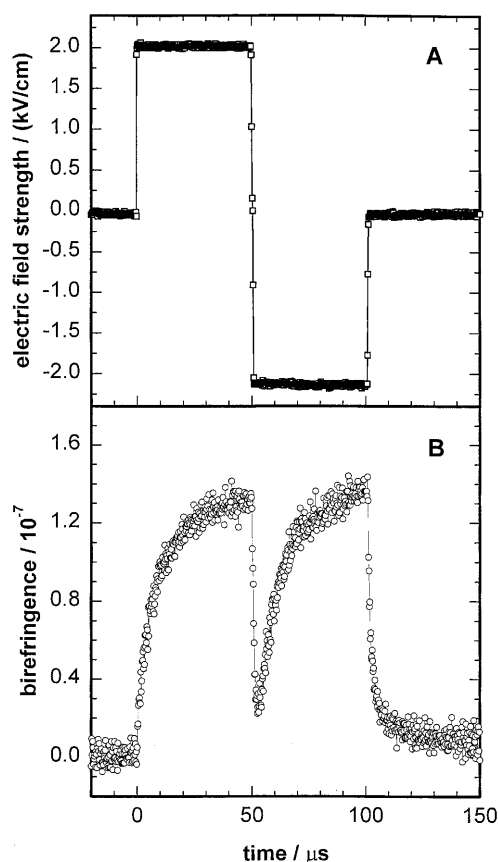 A
electric field strength / (kV/cm)
2.0
1.5
1.0
0.5
0.0
-0.5
-1.0
-1.5
-2.0
B
birefringence / 10⁻⁷
1.6
1.2
0.8
0.4
0.0
0 50 100 150
time / μs